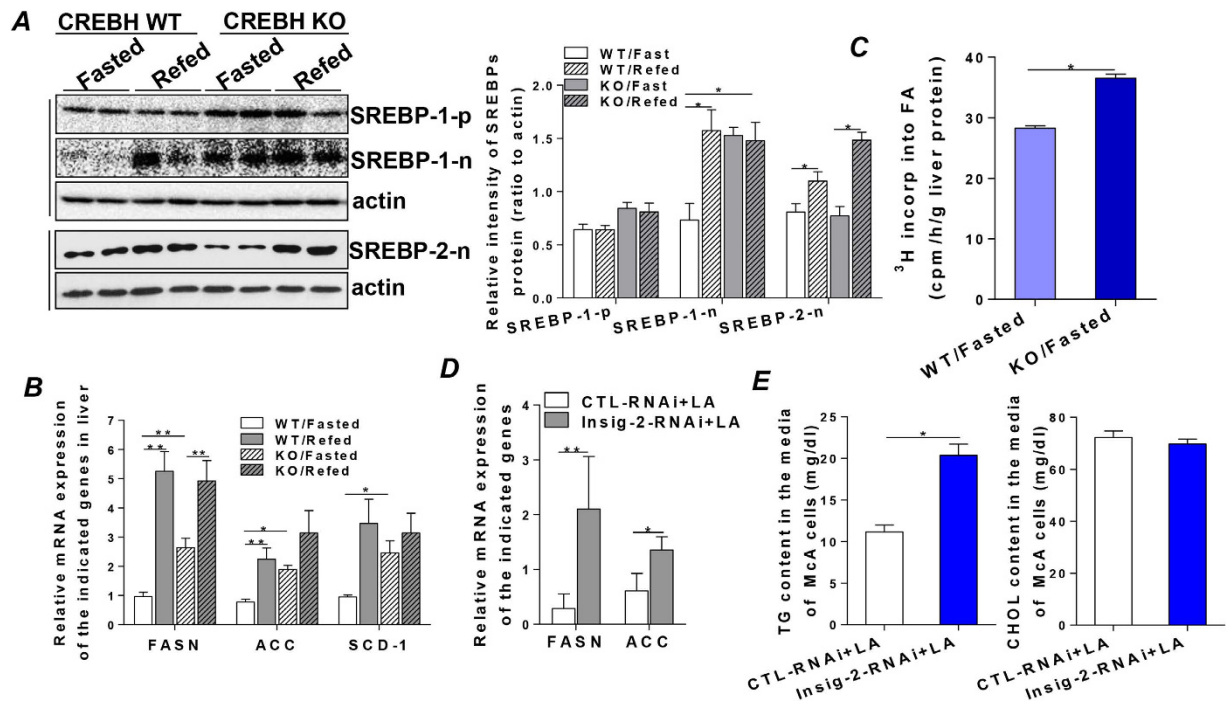 A
CREBH WT CREBH KO
Fasted Refed Fasted Refed
SREBP-1-p
SREBP-1-n
actin
SREBP-2-n
actin
Relative intensity of SREBPs
protein (ratio to actin)
2.0
1.5
1.0
0.5
0.0
WT/Fast
WT/Refed
KO/Fast
KO/Refed
* * * *
SREBP-1-p SREBP-1-n SREBP-2-n
C
³H incorp into FA
(cpm/h/g liver protein)
40
30
20
10
0
*
WT/Fasted KO/Fasted
B
Relative mRNA expression
of the indicated genes in liver
7
6
5
4
3
2
1
0
WT/Fasted
WT/Refed
KO/Fasted
KO/Refed
** ** ** * ** *
FASN ACC SCD-1
D
Relative mRNA expression
of the indicated genes
4
3
2
1
0
CTL-RNAi+LA
Insig-2-RNAi+LA
** *
FASN ACC
E
TG content in the media
of McA cells (mg/dl)
25
20
15
10
5
0
*
CTL-RNAi+LA
Insig-2-RNAi+LA
CHOL content in the media
of McA cells (mg/dl)
80
60
40
20
0
CTL-RNAi+LA
Insig-2-RNAi+LA